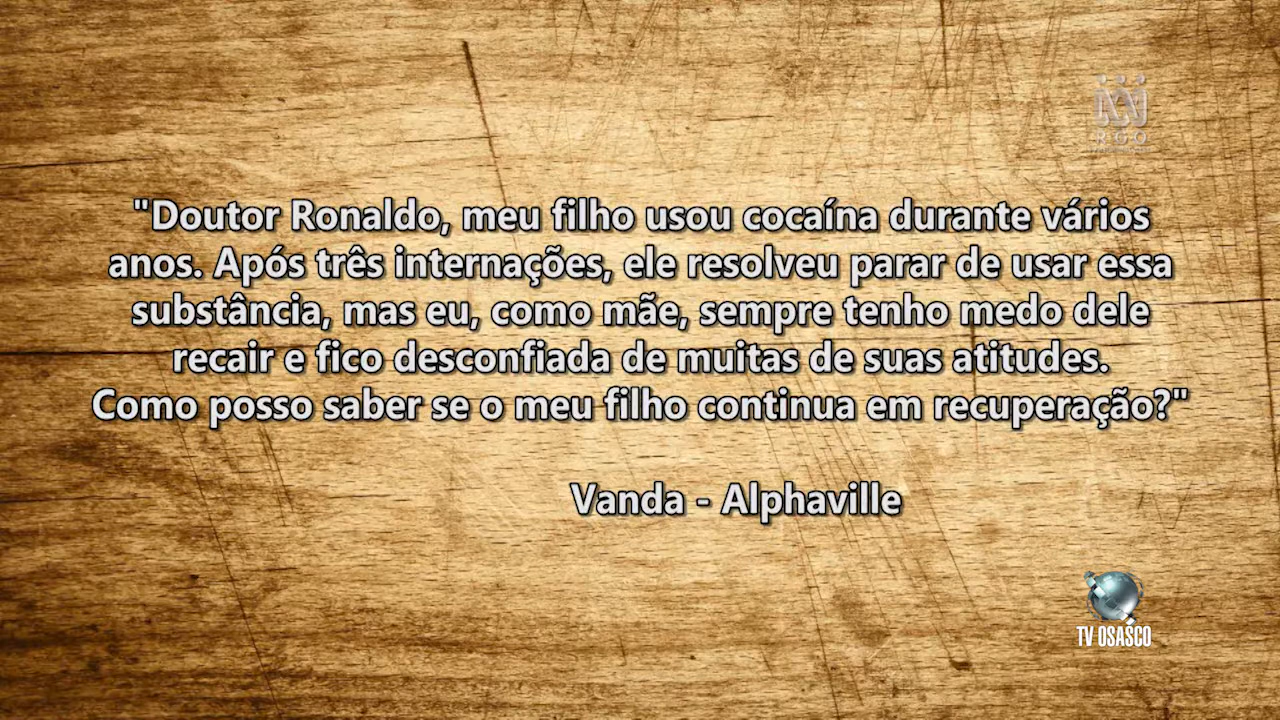 RGO
"Doutor Ronaldo, meu filho usou cocaína durante vários
anos. Após três internações, ele resolveu parar de usar essa
substância, mas eu, como mãe, sempre tenho medo dele
recair e fico desconfiada de muitas de suas atitudes.
Como posso saber se o meu filho continua em recuperação?"
Vanda - Alphaville
TV OSASCO